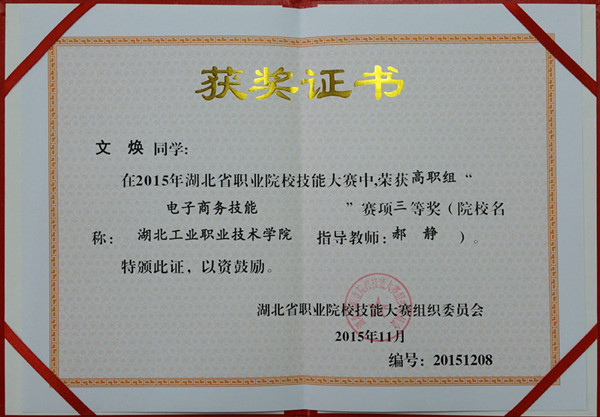 获奖证书
文 焕 同学:
在2015年湖北省职业院校技能大赛中,荣获高职组“
电子商务技能 ”赛项三等奖(院校名
称: 湖北工业职业技术学院 指导教师:郝 静 )。
特颁此证,以资鼓励。
湖北省职业院校技能大赛组织委员会
2015年11月
编号:20151208